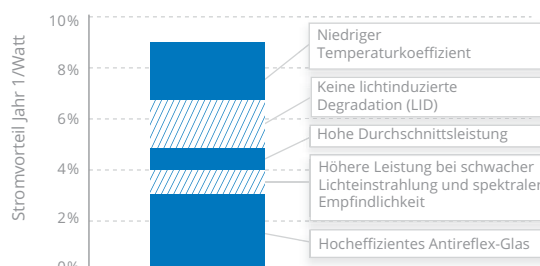 Stromvorteil Jahr 1/Watt
10%
8%
6%
4%
2%
0%
Niedriger
Temperaturkoeffizient
Keine lichtinduzierte
Degradation (LID)
Hohe Durchschnittsleistung
Höhere Leistung bei schwacher
Lichteinstrahlung und spektraler
Empfindlichkeit
Hocheffizientes Antireflex-Glas